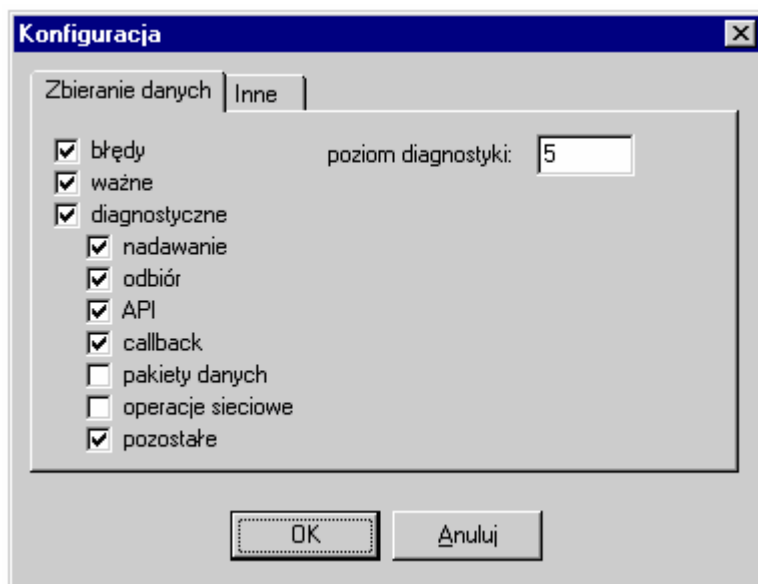 Konfiguracja
Zbieranie danych Inne
błędy poziom diagnostyki: 5
ważne
diagnostyczne
nadawanie
odbiór
API
callback
pakiety danych
operacje sieciowe
pozostałe
OK Anuluj